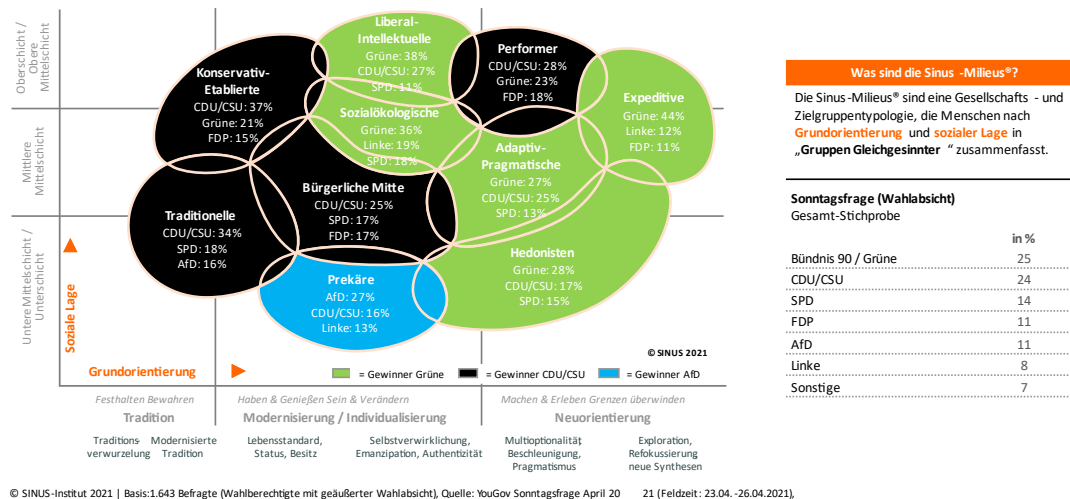 Oberschicht /
Obere
Mittelschicht
Mittlere
Mittelschicht
Untere Mittelschicht /
Unterschicht
Soziale Lage
Liberal-
Intellektuelle
Grüne: 38%
CDU/CSU: 27%
SPD: 11%
Performer
CDU/CSU: 28%
Grüne: 23%
FDP: 18%
Konservativ-
Etablierte
CDU/CSU: 37%
Grüne: 21%
FDP: 15%
Sozialökologische
Grüne: 36%
Linke: 19%
SPD: 18%
Expeditive
Grüne: 44%
Linke: 12%
FDP: 11%
Adaptiv-
Pragmatische
Grüne: 27%
CDU/CSU: 25%
SPD: 13%
Bürgerliche Mitte
CDU/CSU: 25%
SPD: 17%
FDP: 17%
Traditionelle
CDU/CSU: 34%
SPD: 18%
AfD: 16%
Hedonisten
Grüne: 28%
CDU/CSU: 17%
SPD: 15%
Prekäre
AfD: 27%
CDU/CSU: 16%
Linke: 13%
© SINUS 2021
Grundorientierung
= Gewinner Grüne = Gewinner CDU/CSU = Gewinner AfD
Festhalten Bewahren
Tradition
Traditions-
verwurzelung
Modernisierte
Tradition
Haben & Genießen Sein & Verändern
Modernisierung / Individualisierung
Lebensstandard,
Status, Besitz
Selbstverwirklichung,
Emanzipation, Authentizität
Machen & Erleben Grenzen überwinden
Neuorientierung
Multioptionalität,
Beschleunigung,
Pragmatismus
Exploration,
Refokussierung
neue Synthesen
Was sind die Sinus -Milieus®?
Die Sinus-Milieus® sind eine Gesellschafts - und
Zielgruppentypologie, die Menschen nach
Grundorientierung und sozialer Lage in
„Gruppen Gleichgesinnter “ zusammenfasst.
Sonntagsfrage (Wahlabsicht)
Gesamt-Stichprobe
in %
Bündnis 90 / Grüne 25
CDU/CSU 24
SPD 14
FDP 11
AfD 11
Linke 8
Sonstige 7
© SINUS-Institut 2021 | Basis:1.643 Befragte (Wahlberechtigte mit geäußerter Wahlabsicht), Quelle: YouGov Sonntagsfrage April 20 21 (Feldzeit: 23.04. -26.04.2021),